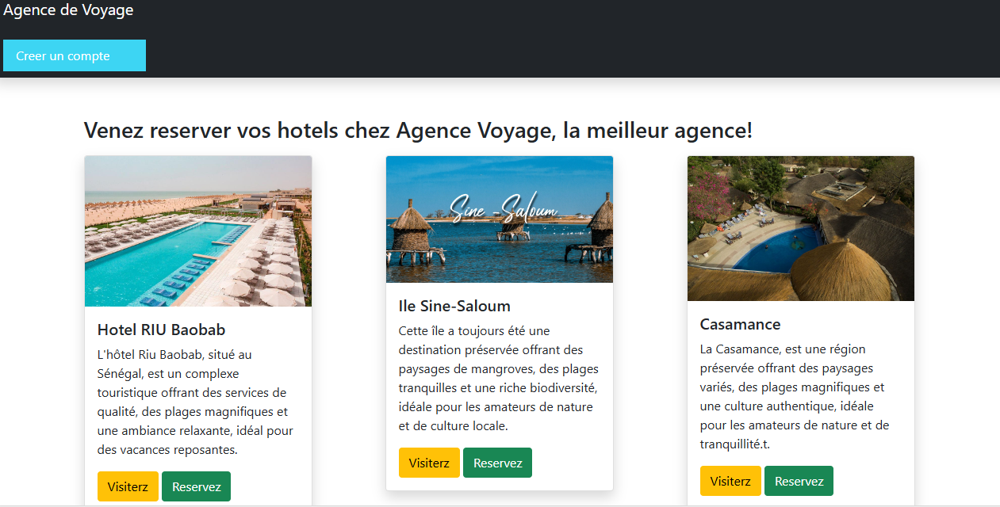 Agence de Voyage
Creer un compte
Venez reserver vos hotels chez Agence Voyage, la meilleur agence!
Sine -Saloum
Hotel RIU Baobab
L'hôtel Riu Baobab, situé au
Sénégal, est un complexe
touristique offrant des services de
qualité, des plages magnifiques et
une ambiance relaxante, idéal pour
des vacances reposantes.
Visiterz
Reservez
Ile Sine-Saloum
Cette île a toujours été une
destination préservée offrant des
paysages de mangroves, des plages
tranquilles et une riche biodiversité,
idéale pour les amateurs de nature
et de culture locale.
Visiterz
Reservez
Casamance
La Casamance, est une région
préservée offrant des paysages
variés, des plages magnifiques et
une culture authentique, idéale
pour les amateurs de nature et de
tranquillité.t.
Visiterz
Reservez